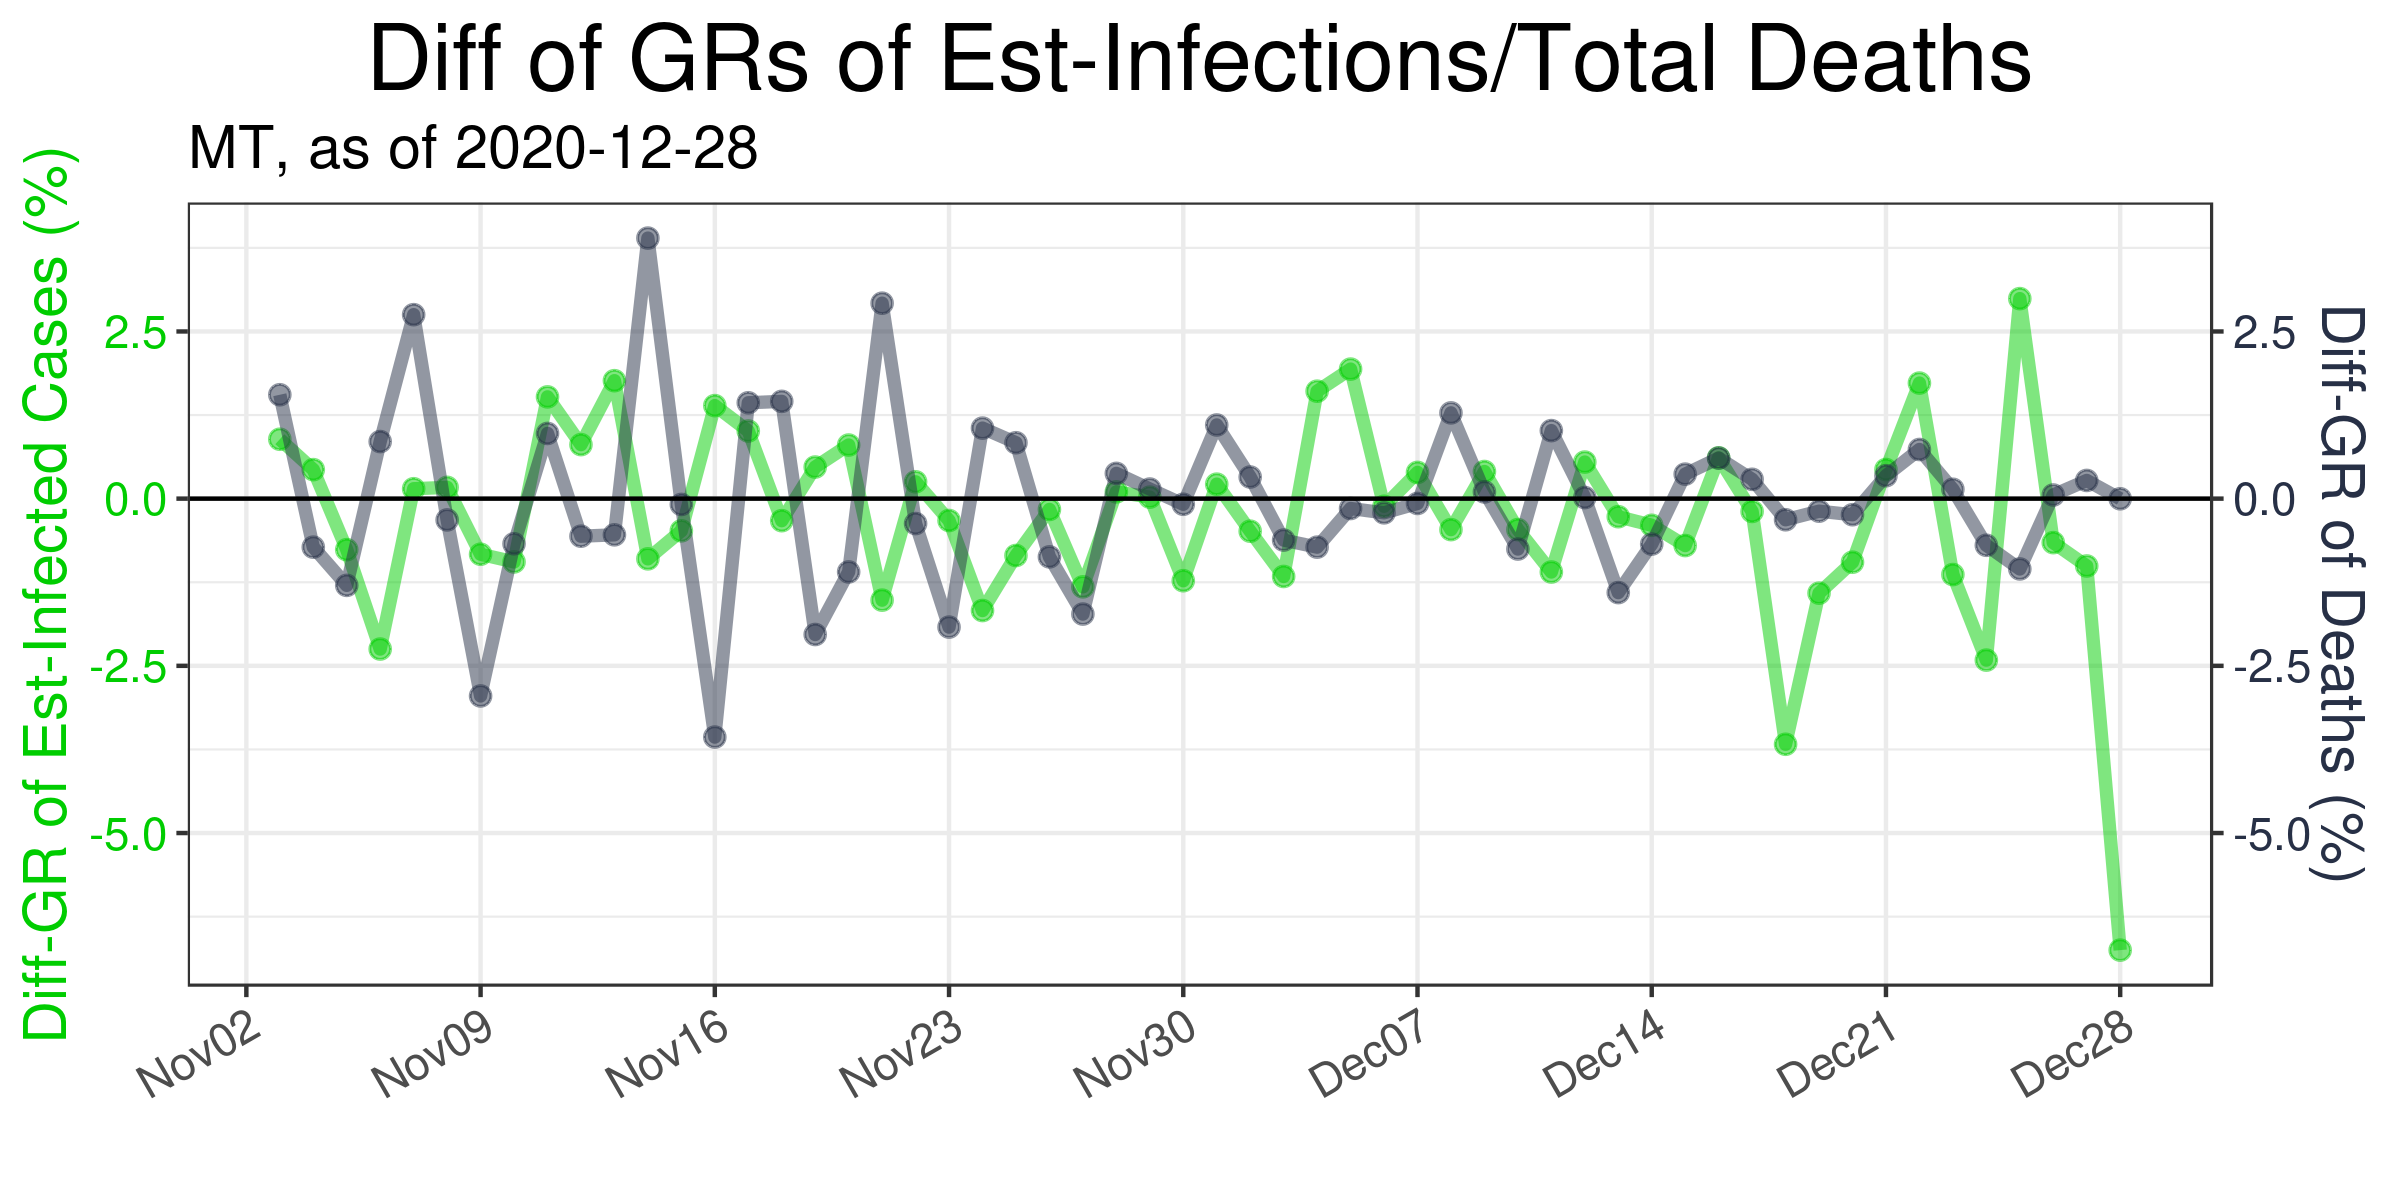 Diff of GRs of Est-Infections/Total Deaths
MT, as of 2020-12-28
Diff-GR of Est-Infected Cases (%)
2.5
0.0
-2.5
-5.0
2.5
0.0
-2.5
-5.0
Diff-GR of Deaths (%)
Nov02
Nov09
Nov16
Nov23
Nov30
Dec07
Dec14
Dec21
Dec28